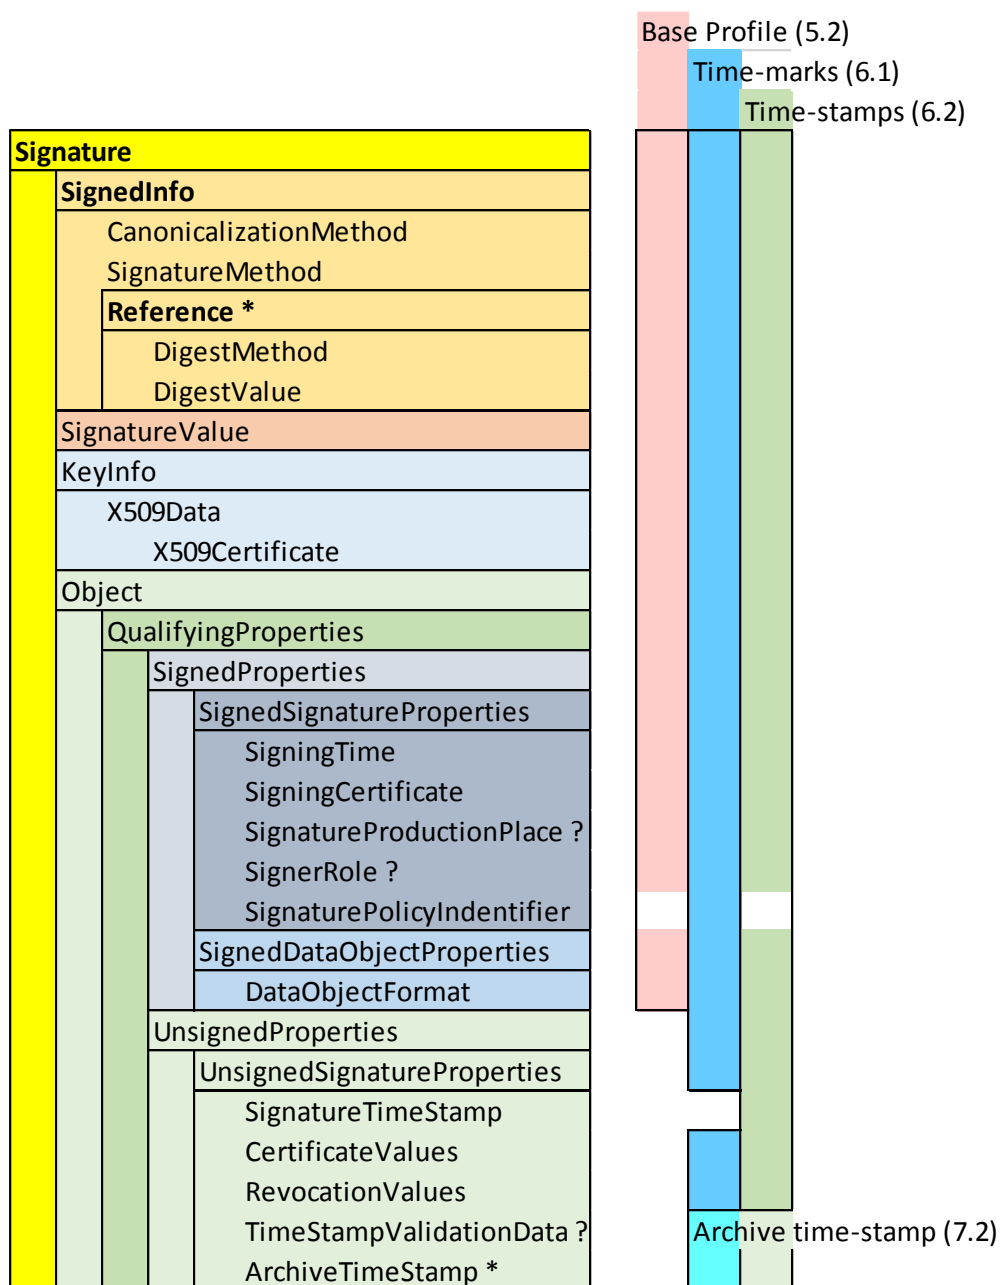 Base Profile (5.2)
Time-marks (6.1)
Time-stamps (6.2)
Signature
SignedInfo
CanonicalizationMethod
SignatureMethod
Reference *
DigestMethod
DigestValue
SignatureValue
KeyInfo
X509Data
X509Certificate
Object
QualifyingProperties
SignedProperties
SignedSignatureProperties
SigningTime
SigningCertificate
SignatureProductionPlace ?
SignerRole ?
SignaturePolicyIndentifier
SignedDataObjectProperties
DataObjectFormat
UnsignedProperties
UnsignedSignatureProperties
SignatureTimeStamp
CertificateValues
RevocationValues
TimeStampValidationData ?
Archive time-stamp (7.2)
ArchiveTimeStamp *